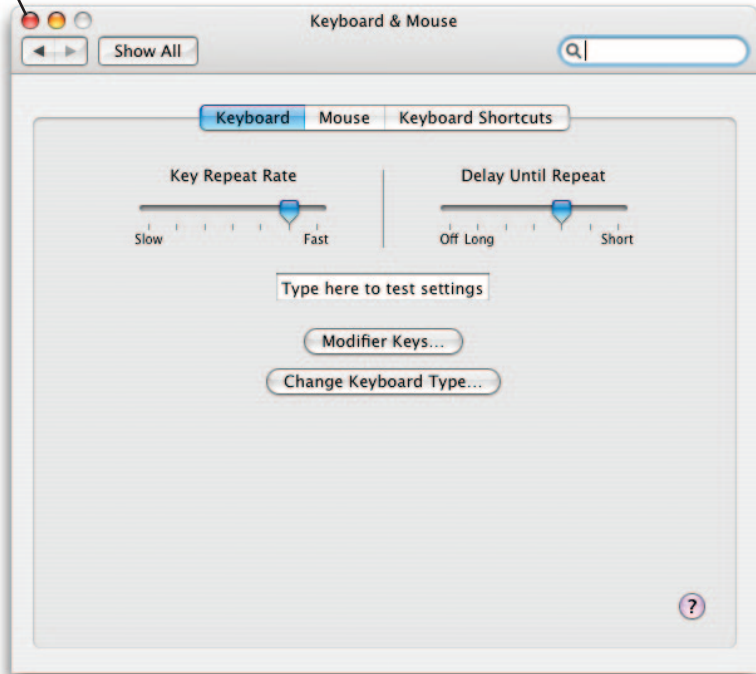 Keyboard & Mouse
Show All
Keyboard Mouse Keyboard Shortcuts
Key Repeat Rate Delay Until Repeat
Slow Fast Off Long Short
Type here to test settings
Modifier Keys...
Change Keyboard Type...
?